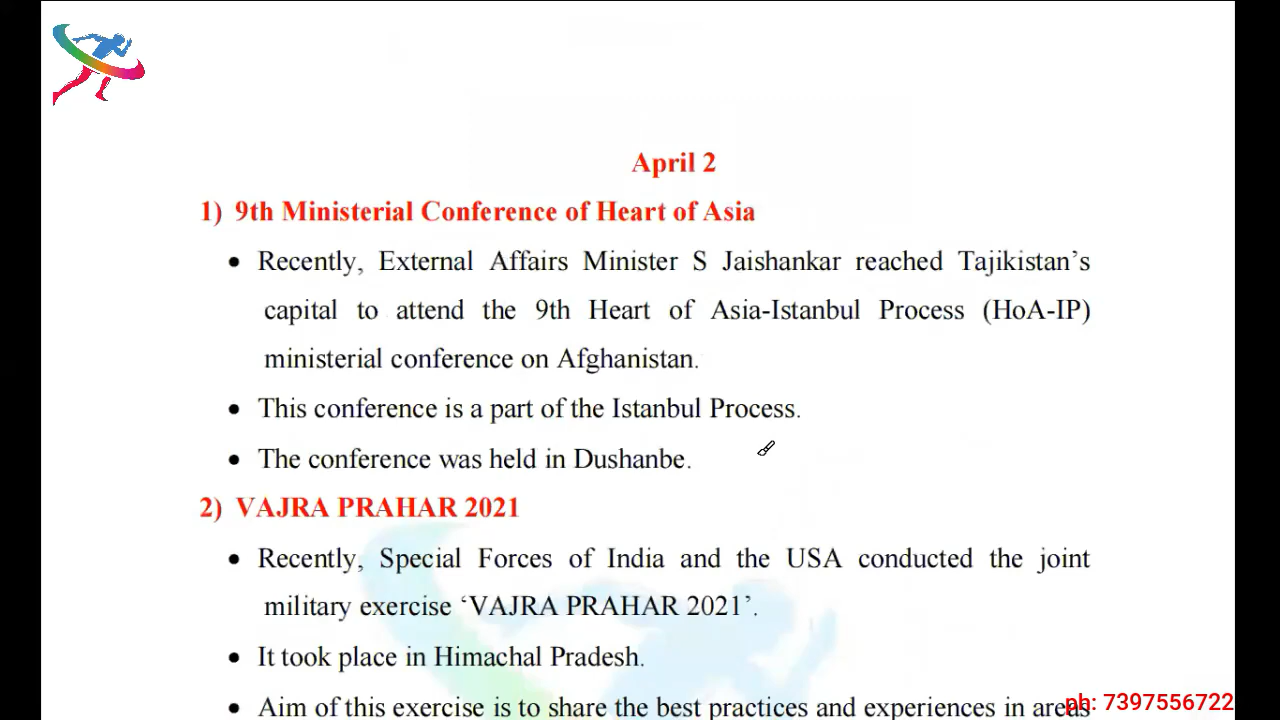 April 2
1) 9th Ministerial Conference of Heart of Asia
• Recently, External Affairs Minister S Jaishankar reached Tajikistan's
capital to attend the 9th Heart of Asia-Istanbul Process (HoA-IP)
ministerial conference on Afghanistan.
• This conference is a part of the Istanbul Process.
• The conference was held in Dushanbe.
2) VAJRA PRAHAR 2021
• Recently, Special Forces of India and the USA conducted the joint
military exercise ‘VAJRA PRAHAR 2021’.
• It took place in Himachal Pradesh.
• Aim of this exercise is to share the best practices and experiences in areas
ph: 7397556722